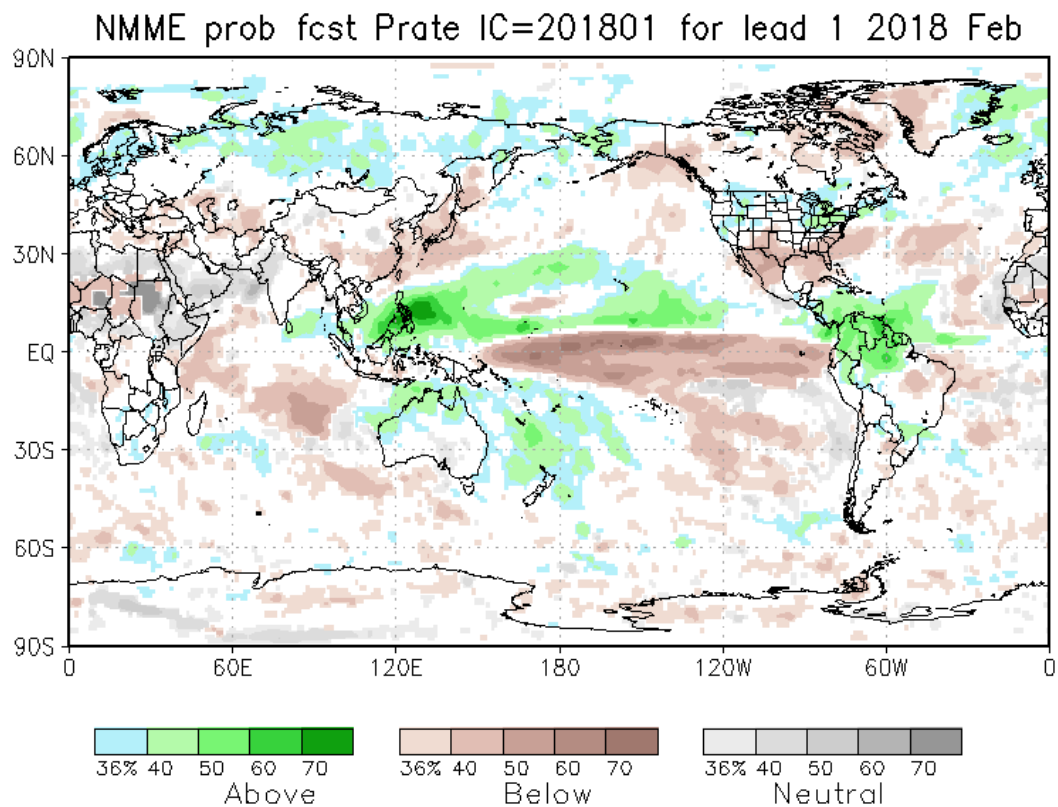 NMME prob fcst Prate IC=201801 for lead 1 2018 Feb
90N
60N
30N
EQ
30S
60S
90S
0 60E 120E 180 120W 60W 0
36% 40 50 60 70 36% 40 50 60 70 36% 40 50 60 70
Above Below Neutral